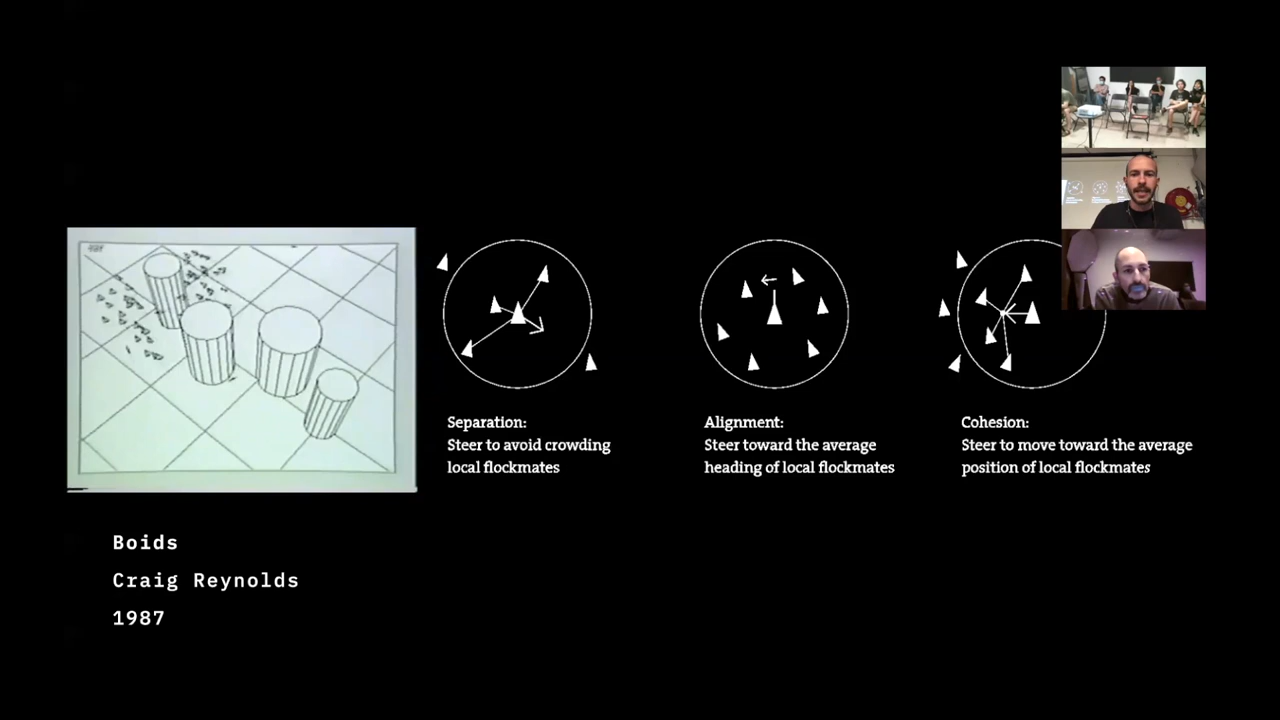 Separation:
Steer to avoid crowding
local flockmates
Alignment:
Steer toward the average
heading of local flockmates
Cohesion:
Steer to move toward the average
position of local flockmates
Boids
Craig Reynolds
1987